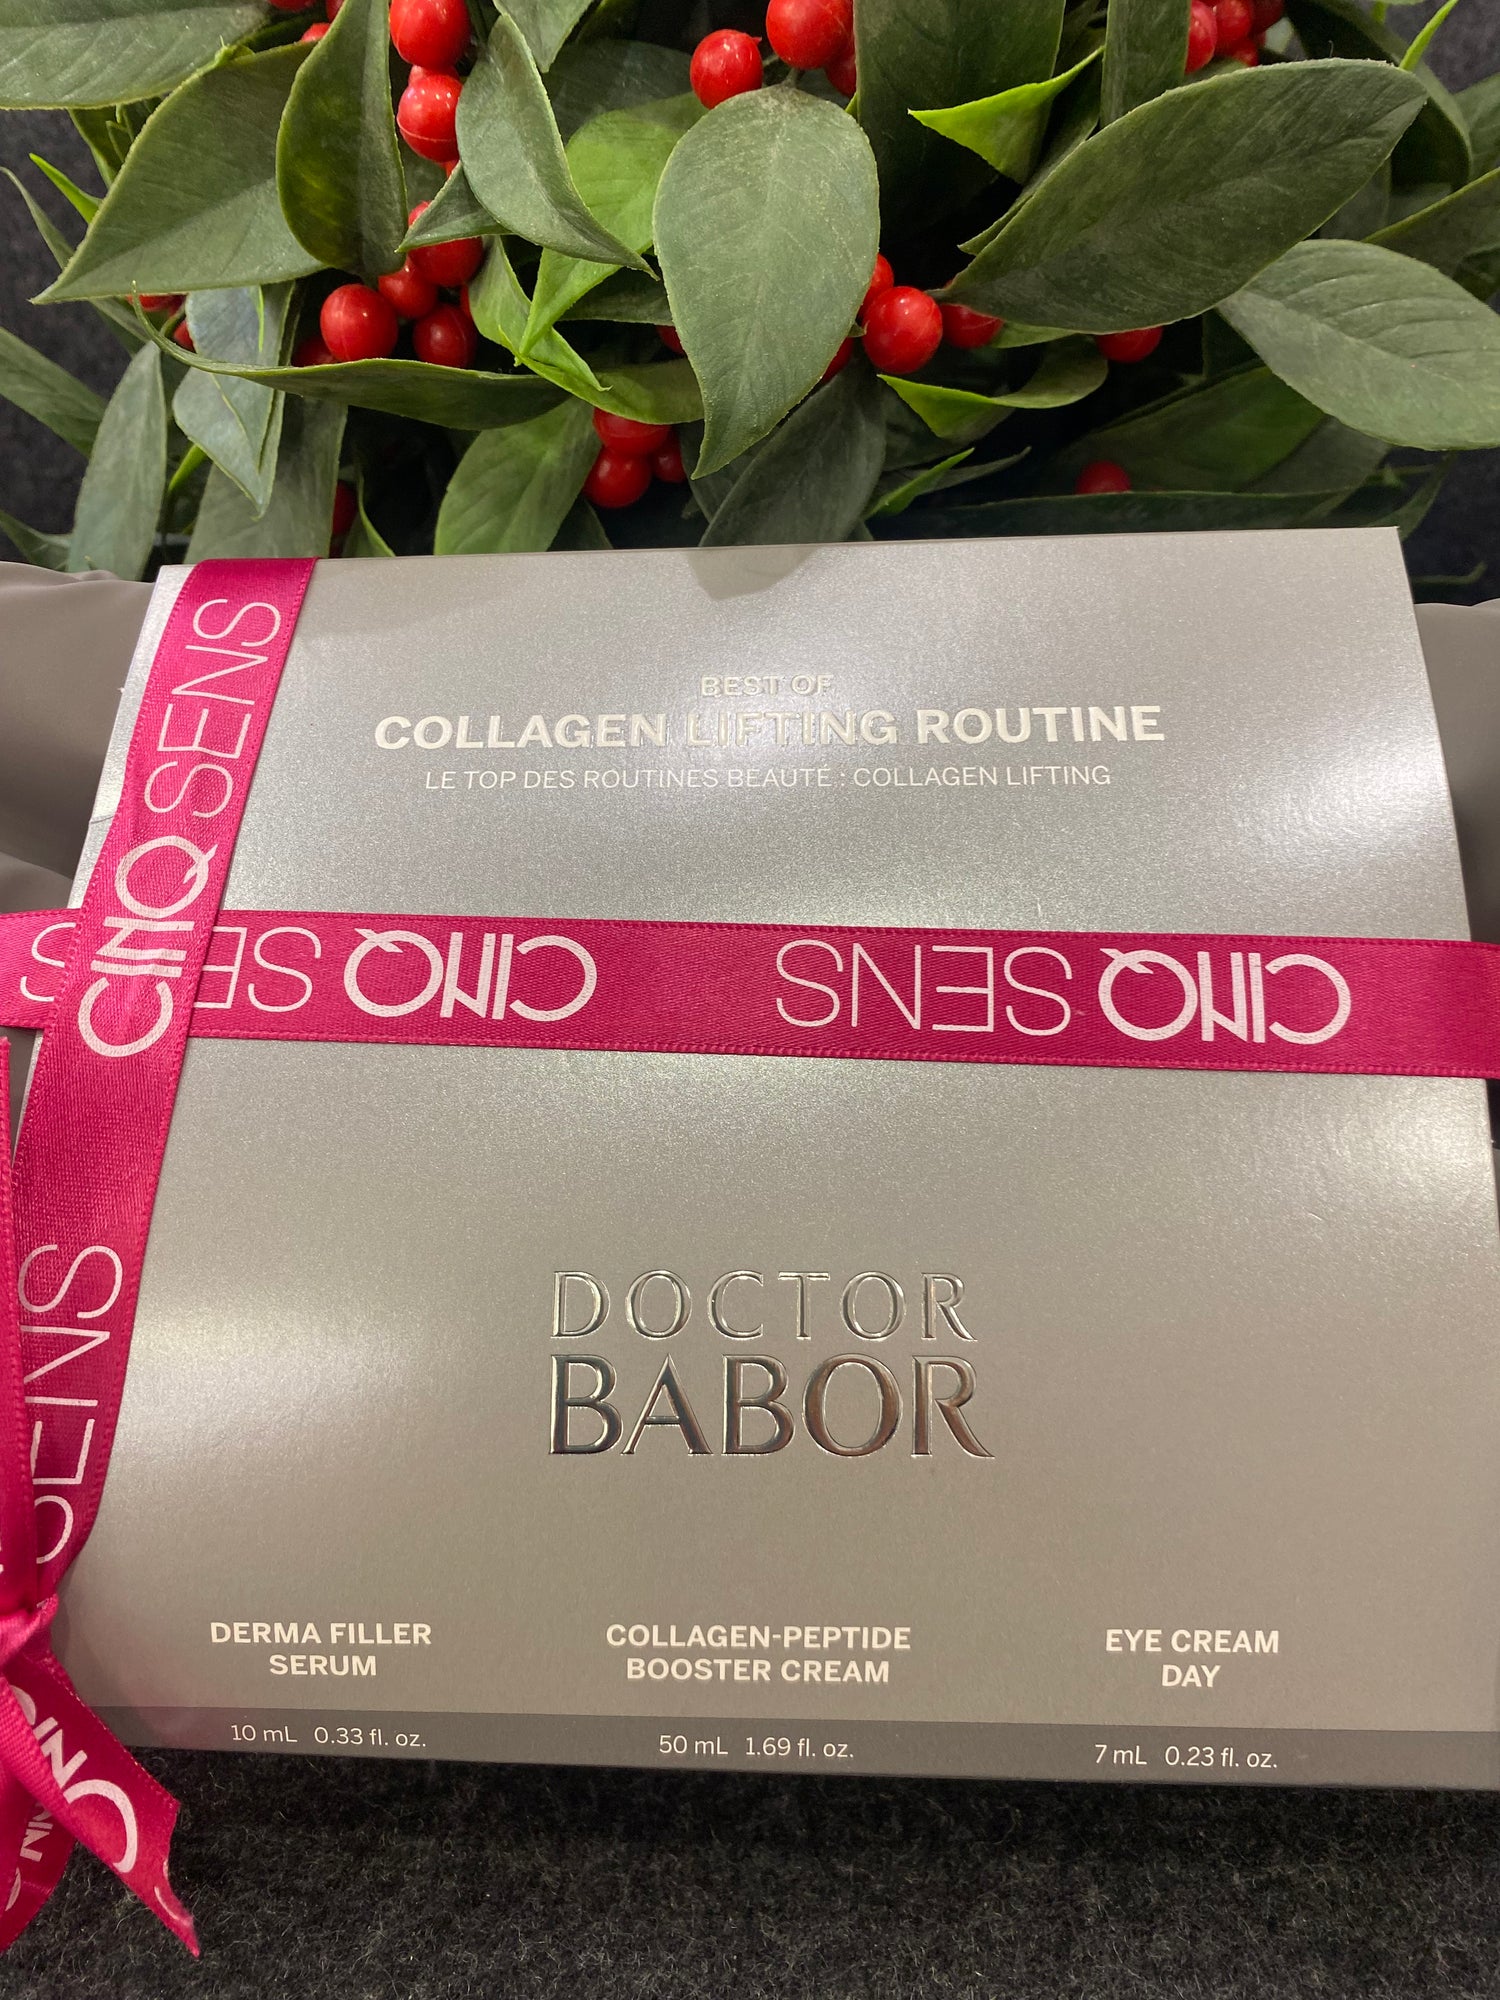 BEST OF
COLLAGEN LIFTING ROUTINE
LE TOP DES ROUTINES BEAUTÉ : COLLAGEN LIFTING
CINQ SENS
CINQ SENS
CINQ SENS
SENS
DOCTOR
BABOR
DERMA FILLER
SERUM
COLLAGEN-PEPTIDE
BOOSTER CREAM
EYE CREAM
DAY
10 mL 0.33 fl. oz.
50 mL 1.69 fl. oz.
7 mL 0.23 fl. oz.